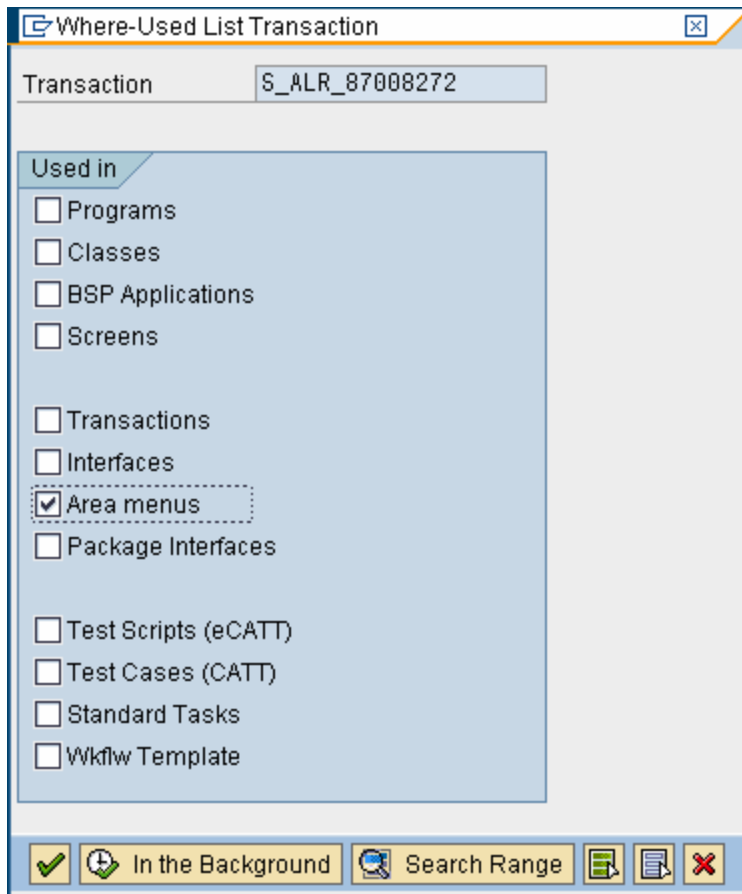 Where-Used List Transaction
Transaction S_ALR_87008272
Used in
Programs
Classes
BSP Applications
Screens
Transactions
Interfaces
Area menus
Package Interfaces
Test Scripts (eCATT)
Test Cases (CATT)
Standard Tasks
Wkflw Template
In the Background Search Range